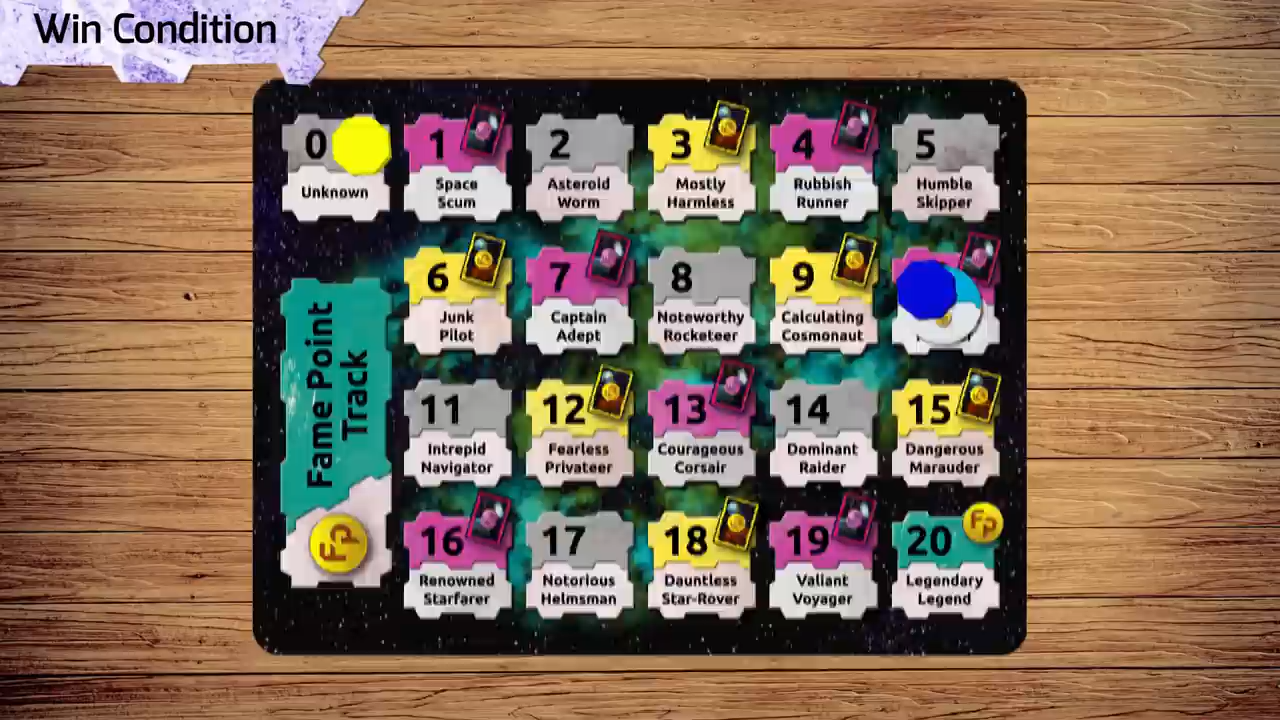 Win Condition
0
Unknown
1
Space
Scum
2
Asteroid
Worm
3
Mostly
Harmless
4
Rubbish
Runner
5
Humble
Skipper
6
Junk
Pilot
7
Captain
Adept
8
Noteworthy
Rocketeer
9
Calculating
Cosmonaut
Fame Point
Track
Fp
11
Intrepid
Navigator
12
Fearless
Privateer
13
Courageous
Corsair
14
Dominant
Raider
15
Dangerous
Marauder
16
Renowned
Starfarer
17
Notorious
Helmsman
18
Dauntless
Star-Rover
19
Valiant
Voyager
20
Fp
Legendary
Legend